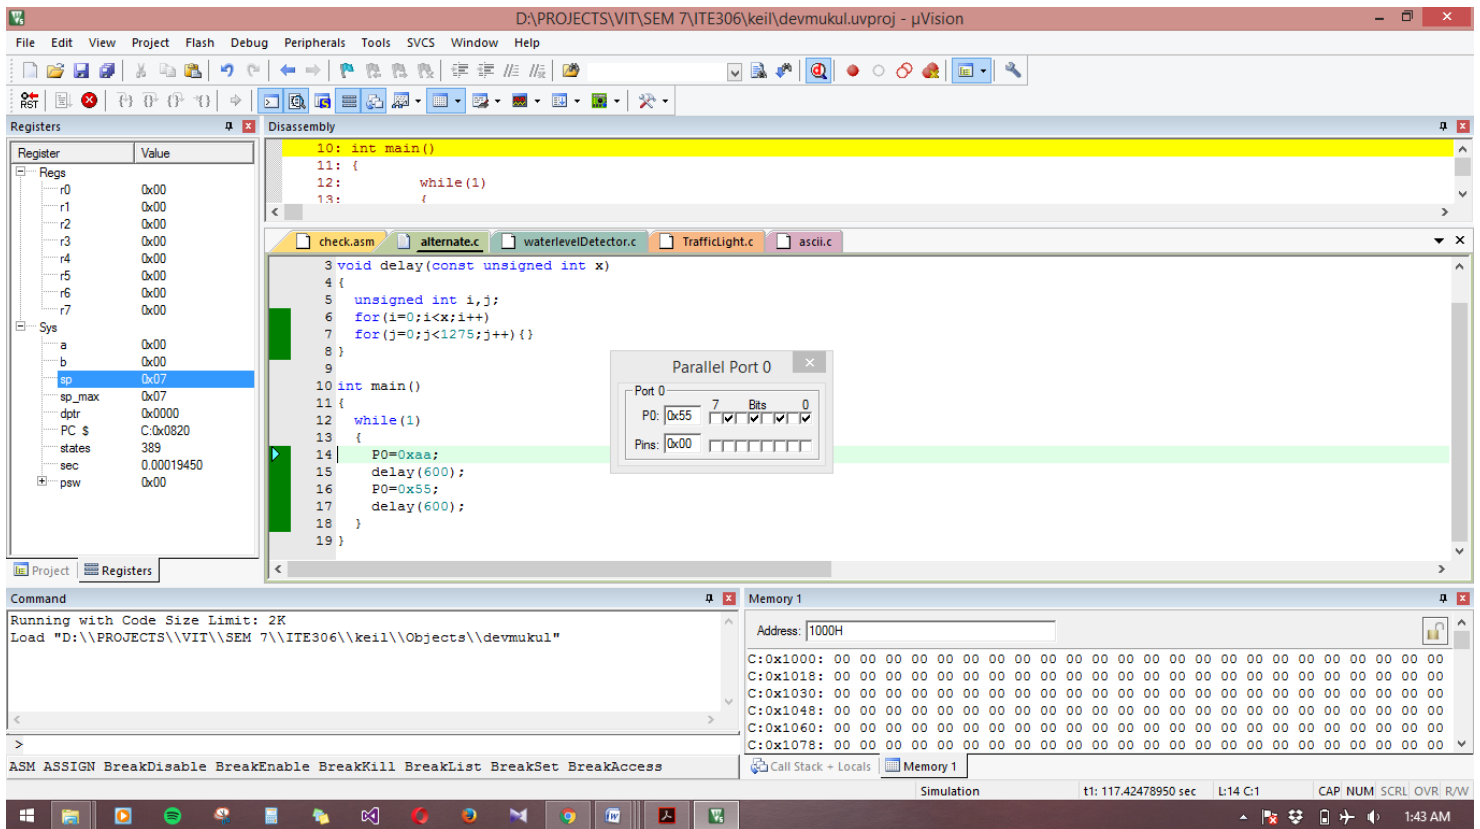 D:\PROJECTS\VIT\SEM 7\ITE306\keil\devmukul.uvproj - µVision
File Edit View Project Flash Debug Peripherals Tools SVCS Window Help
RST
Registers
Register Value
Regs
r0 0x00
r1 0x00
r2 0x00
r3 0x00
r4 0x00
r5 0x00
r6 0x00
r7 0x00
Sys
a 0x00
b 0x00
sp 0x07
sp_max 0x07
dptr 0x0000
PC $ C:0x0820
states 389
sec 0.00019450
psw 0x00
Project Registers
Disassembly
10: int main()
11: {
12: while(1)
13: {
check.asm alternate.c waterlevelDetector.c TrafficLight.c ascii.c
3 void delay(const unsigned int x)
4 {
5 unsigned int i,j;
6 for(i=0;i<x;i++)
7 for(j=0;j<1275;j++){}
8 }
9
10 int main()
11 {
12 while(1)
13 {
14 P0=0xaa;
15 delay(600);
16 P0=0x55;
17 delay(600);
18 }
19 }
Parallel Port 0
Port 0
7 Bits 0
P0: 0x55
Pins: 0x00
Command
Running with Code Size Limit: 2K
Load "D:\\PROJECTS\\VIT\\SEM 7\\ITE306\\keil\\Objects\\devmukul"
>
ASM ASSIGN BreakDisable BreakEnable BreakKill BreakList BreakSet BreakAccess
Memory 1
Address: 1000H
C:0x1000: 00 00 00 00 00 00 00 00 00 00 00 00 00 00 00 00 00 00 00 00 00 00 00 00
C:0x1018: 00 00 00 00 00 00 00 00 00 00 00 00 00 00 00 00 00 00 00 00 00 00 00 00
C:0x1030: 00 00 00 00 00 00 00 00 00 00 00 00 00 00 00 00 00 00 00 00 00 00 00 00
C:0x1048: 00 00 00 00 00 00 00 00 00 00 00 00 00 00 00 00 00 00 00 00 00 00 00 00
C:0x1060: 00 00 00 00 00 00 00 00 00 00 00 00 00 00 00 00 00 00 00 00 00 00 00 00
C:0x1078: 00 00 00 00 00 00 00 00 00 00 00 00 00 00 00 00 00 00 00 00 00 00 00 00
Call Stack + Locals Memory 1
Simulation t1: 117.42478950 sec L:14 C:1 CAP NUM SCRL OVR R/W
1:43 AM